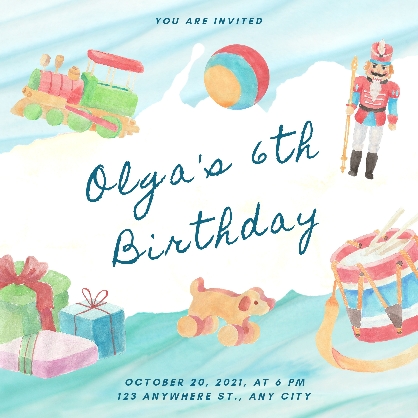 YOU ARE INVITED
Olga's 6th
Birthday
OCTOBER 20, 2021, AT 6 PM
123 ANYWHERE ST., ANY CITY